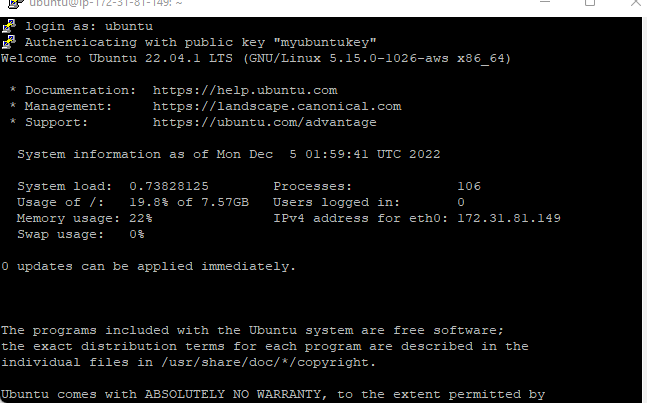 ubuntu@ip-172-31-81-149: ~
login as: ubuntu
Authenticating with public key "myubuntukey"
Welcome to Ubuntu 22.04.1 LTS (GNU/Linux 5.15.0-1026-aws x86_64)
* Documentation:  https://help.ubuntu.com
* Management:     https://landscape.canonical.com
* Support:        https://ubuntu.com/advantage
System information as of Mon Dec  5 01:59:41 UTC 2022
System load:  0.73828125        Processes:             106
Usage of /:   19.8% of 7.57GB   Users logged in:       0
Memory usage: 22%               IPv4 address for eth0: 172.31.81.149
Swap usage:   0%
0 updates can be applied immediately.
The programs included with the Ubuntu system are free software;
the exact distribution terms for each program are described in the
individual files in /usr/share/doc/*/copyright.
Ubuntu comes with ABSOLUTELY NO WARRANTY, to the extent permitted by